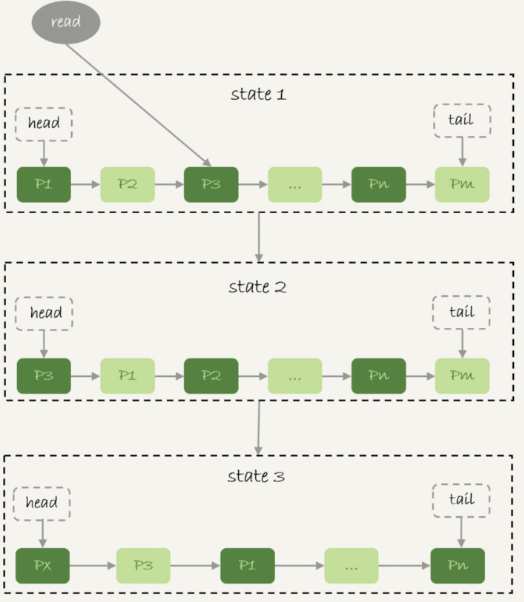 read
state 1
head
tail
P1
P2
P3
...
Pn
Pm
state 2
head
tail
P3
P1
P2
...
Pn
Pm
state 3
head
tail
Px
P3
P1
...
Pn